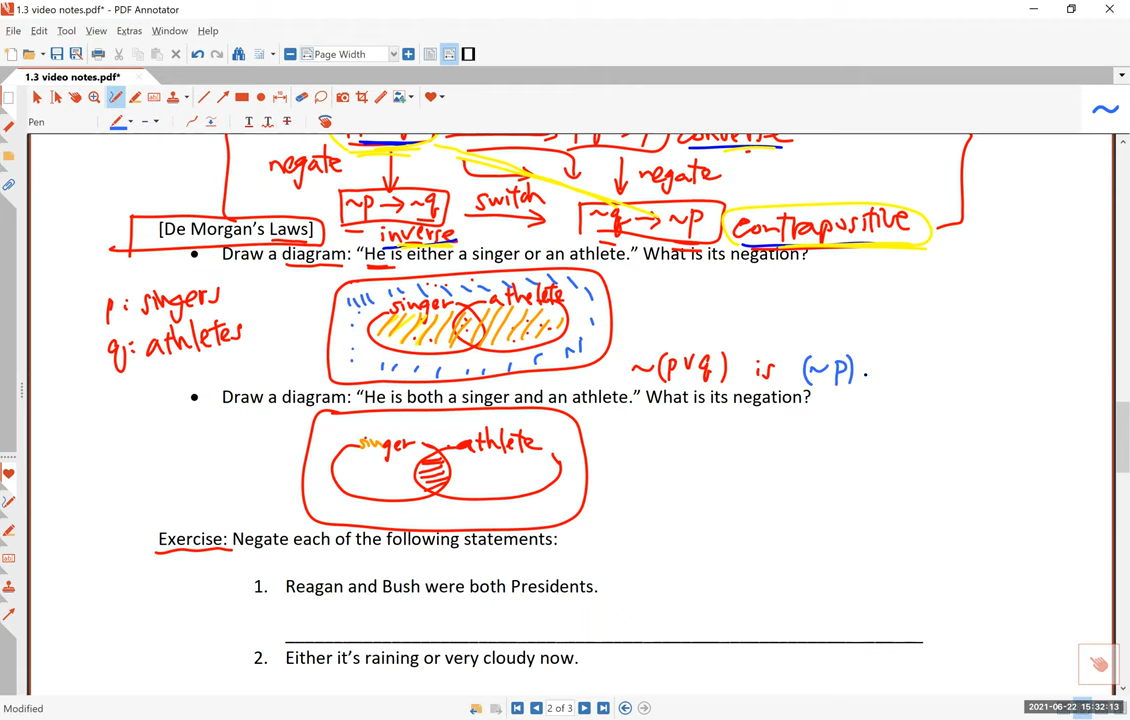 1.3 video notes.pdf* - PDF Annotator
File Edit Tool View Extras Window Help
Page Width
1.3 video notes.pdf*
Pen
converse
negate
negate
~p → ~q
switch
~q → ~p
contrapositive
inverse
[De Morgan's Laws]
• Draw a diagram: “He is either a singer or an athlete.” What is its negation?
p: singers
q: athletes
singer
athelete
~(p ∨ q) is (~p)
• Draw a diagram: “He is both a singer and an athlete.” What is its negation?
singer
athlete
Exercise: Negate each of the following statements:
1. Reagan and Bush were both Presidents.
2. Either it’s raining or very cloudy now.
Modified
2 of 3
2021-06-22 15:32:13